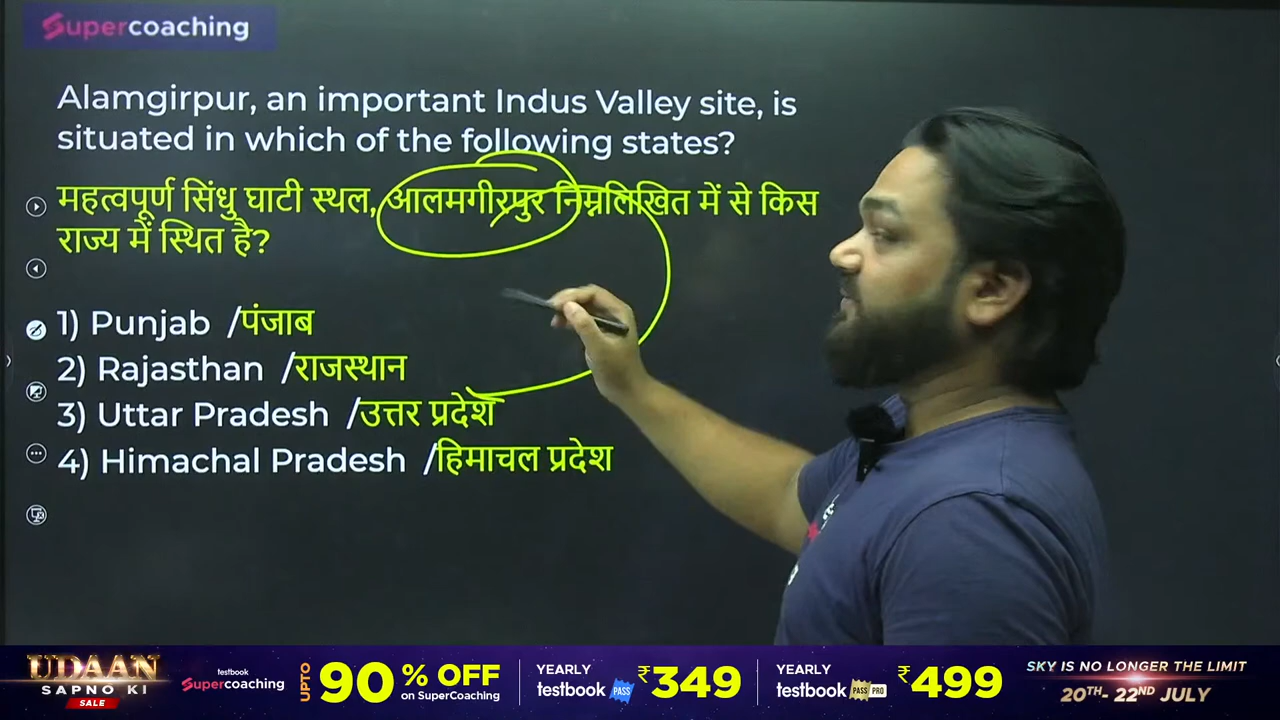 Supercoaching
Alamgirpur, an important Indus Valley site, is
situated in which of the following states?
महत्वपूर्ण सिंधु घाटी स्थल, आलमगीरपुर निम्नलिखित में से किस
राज्य में स्थित है?
1) Punjab /पंजाब
2) Rajasthan /राजस्थान
3) Uttar Pradesh /उत्तर प्रदेश
4) Himachal Pradesh /हिमाचल प्रदेश
UDAAN
SAPNO KI
SALE
testbook
Supercoaching
UPTO 90% OFF
on SuperCoaching
YEARLY
testbook PASS
₹349
YEARLY
testbook PASS PRO
₹499
SKY IS NO LONGER THE LIMIT
20TH- 22ND JULY